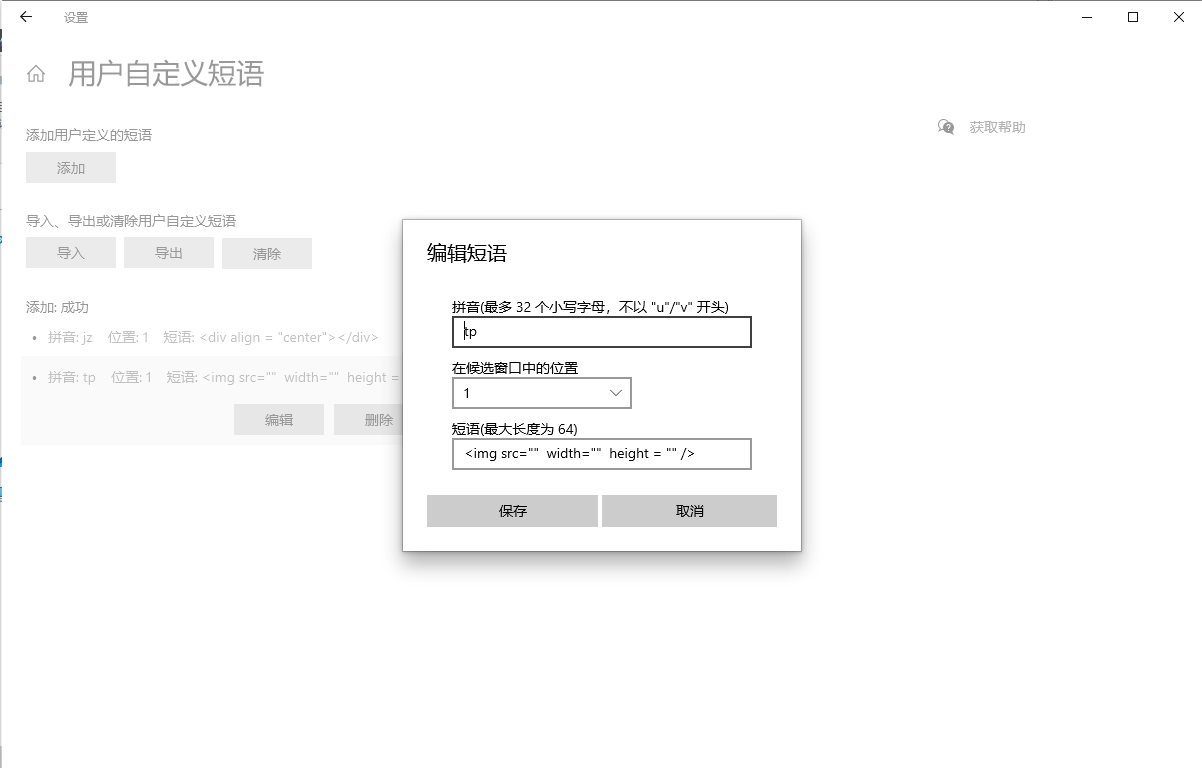 设置
用户自定义短语
添加用户定义的短语
获取帮助
添加
导入、导出或清除用户自定义短语
导入 导出 清除
添加: 成功
拼音: jz 位置: 1 短语: <div align = "center"></div>
拼音: tp 位置: 1 短语: <img src="" width="" height =
编辑 删除
编辑短语
拼音(最多 32 个小写字母，不以 "u"/"v" 开头)
tp
在候选窗口中的位置
1
短语(最大长度为 64)
<img src="" width="" height = "" />
保存 取消